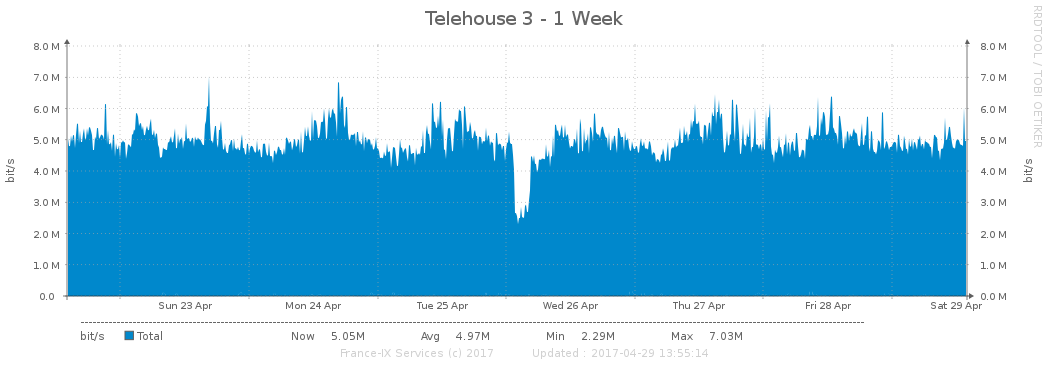 Telehouse 3 - 1 Week
RRDTOOL / TOBI OETIKER
8.0 M 8.0 M
7.0 M 7.0 M
6.0 M 6.0 M
5.0 M 5.0 M
4.0 M 4.0 M
3.0 M 3.0 M
2.0 M 2.0 M
1.0 M 1.0 M
0.0 0.0 M
bit/s bit/s
Sun 23 Apr Mon 24 Apr Tue 25 Apr Wed 26 Apr Thu 27 Apr Fri 28 Apr Sat 29 Apr
bit/s Total Now 5.05M Avg 4.97M Min 2.29M Max 7.03M
France-IX Services (c) 2017 Updated : 2017-04-29 13:55:14